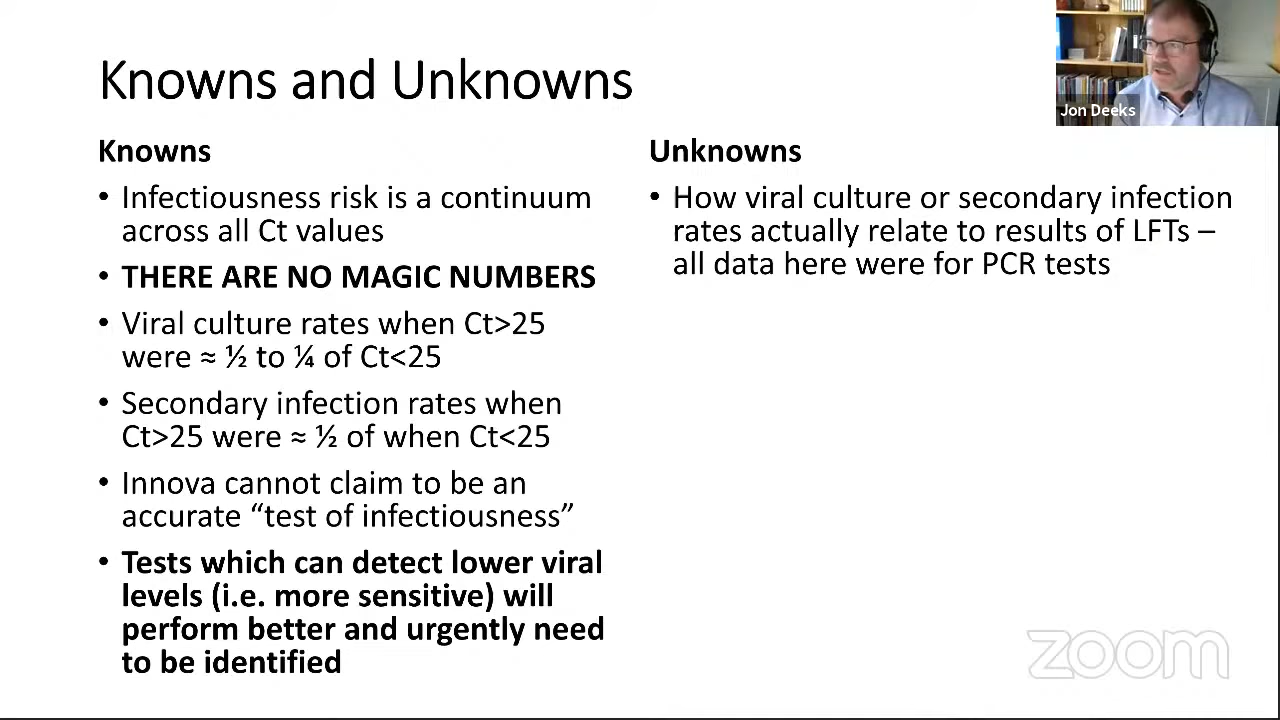 Knowns and Unknowns
Jon Deeks
Knowns
• Infectiousness risk is a continuum
across all Ct values
• THERE ARE NO MAGIC NUMBERS
• Viral culture rates when Ct>25
were ≈ ½ to ¼ of Ct<25
• Secondary infection rates when
Ct>25 were ≈ ½ of when Ct<25
• Innova cannot claim to be an
accurate “test of infectiousness”
• Tests which can detect lower viral
levels (i.e. more sensitive) will
perform better and urgently need
to be identified
Unknowns
• How viral culture or secondary infection
rates actually relate to results of LFTs –
all data here were for PCR tests
zoom